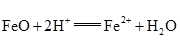 FeO + 2H⁺ ═══ Fe²⁺ + H₂O